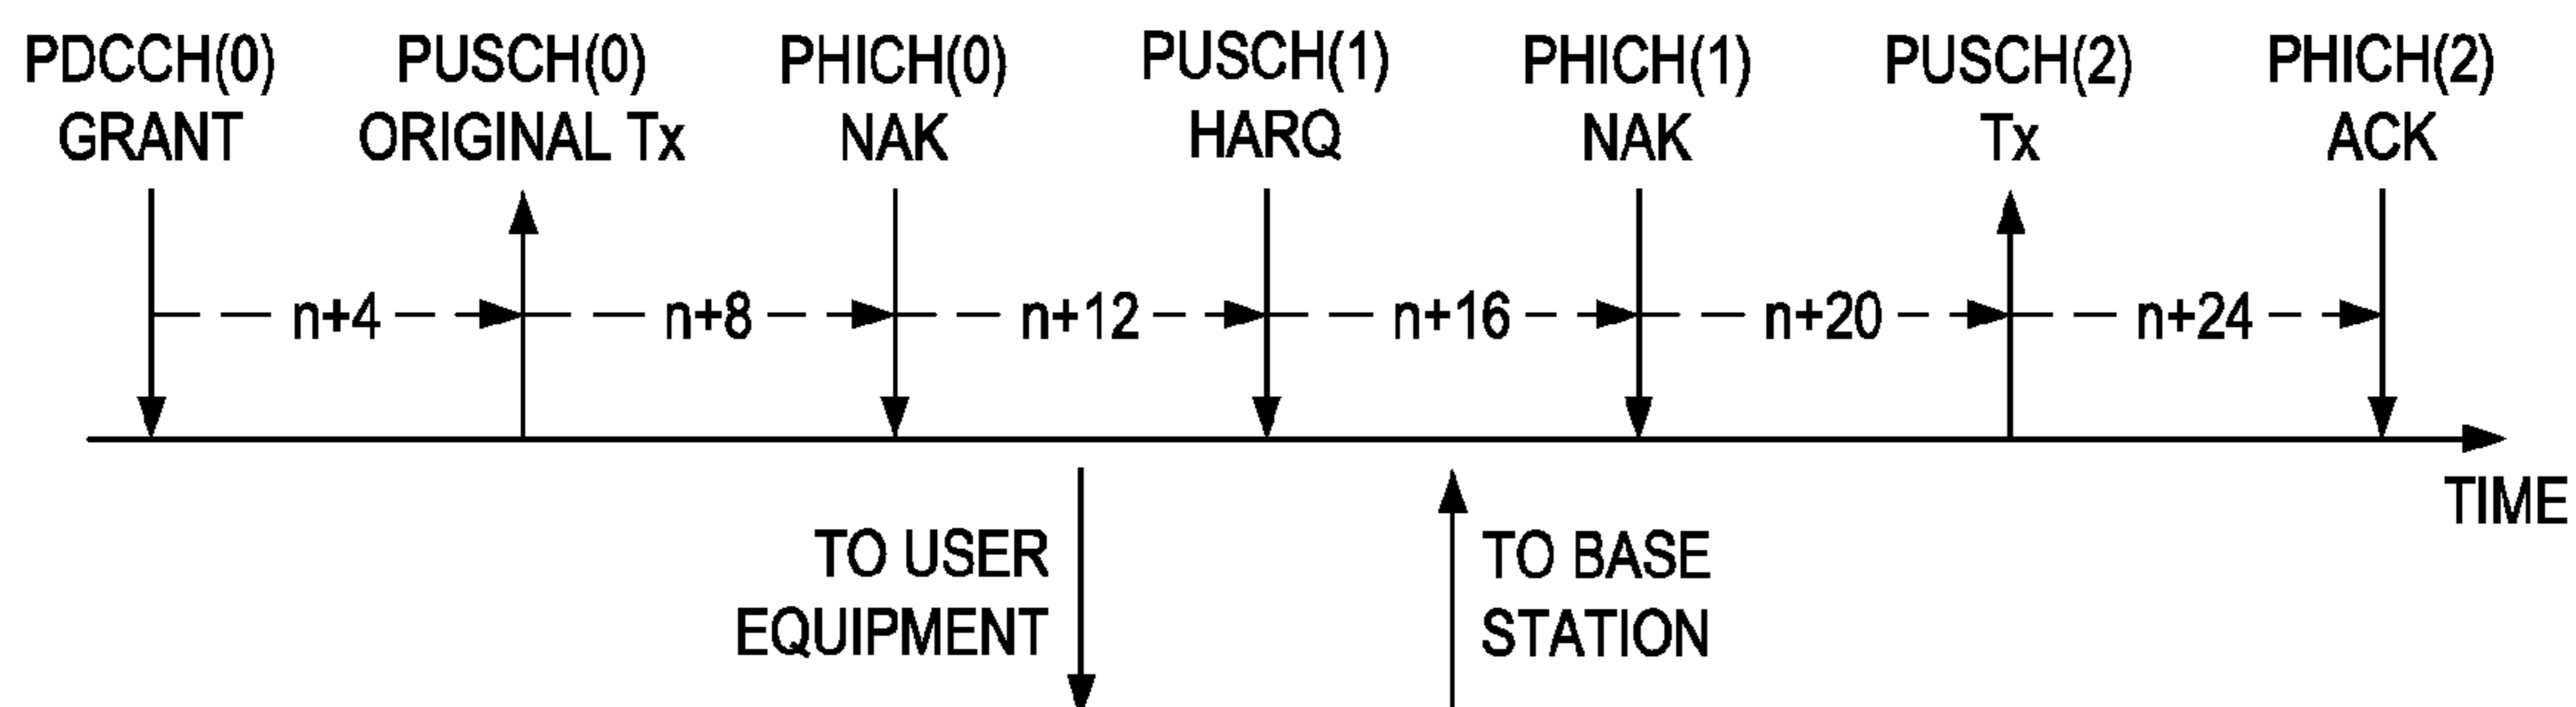 PDCCH(0) PUSCH(0) PHICH(0) PUSCH(1) PHICH(1) PUSCH(2) PHICH(2)
GRANT ORIGINAL Tx NAK HARQ NAK Tx ACK
n+4 n+8 n+12 n+16 n+20 n+24
TIME
TO USER TO BASE
EQUIPMENT STATION